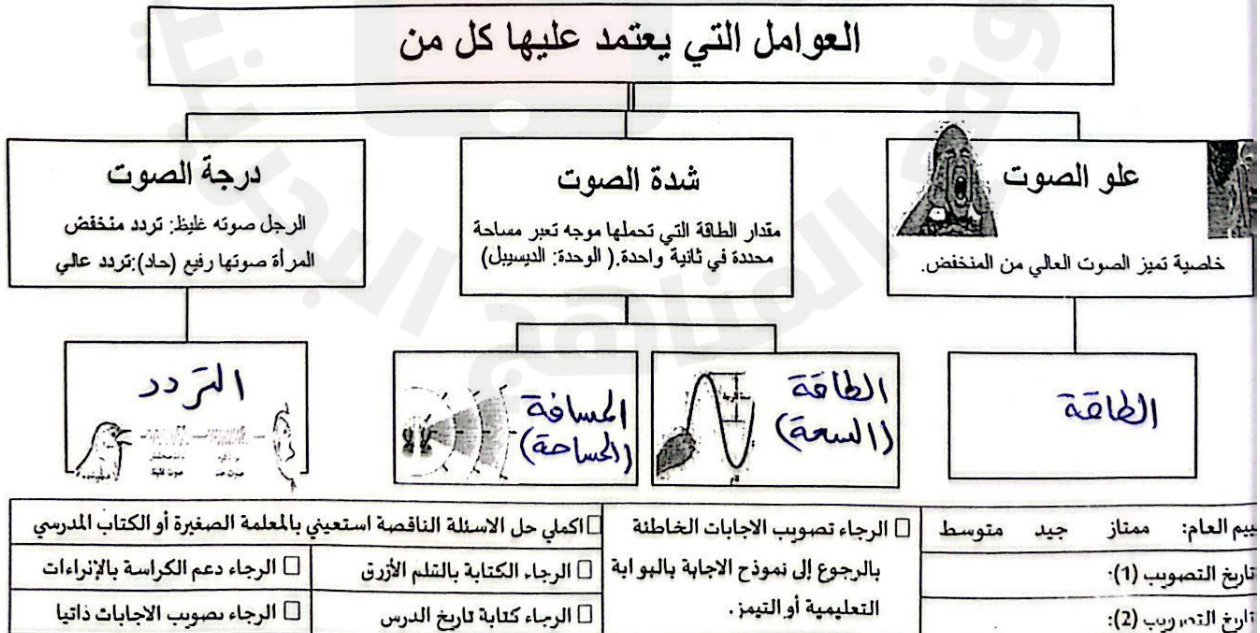 العوامل التي يعتمد عليها كل من
علو الصوت
خاصية تميز الصوت العالي من المنخفض.
الطاقة
شدة الصوت
مقدار الطاقة التي تحملها موجه تعبر مساحة
محددة في ثانية واحدة.( الوحدة: الديسيبل)
الطاقة
(السعة)
المسافة
(المساحة)
درجة الصوت
الرجل صوته غليظ: تردد منخفض
المرأة صوتها رفيع (حاد):تردد عالي
التردد
ييم العام: ممتاز جيد متوسط
تاريخ التصويب (1):
تاريخ التصويب (2):
□ الرجاء تصويب الاجابات الخاطئة
بالرجوع إلى نموذج الاجابة بالبوابة
التعليمية أو التيمز.
□ اكملي حل الاسئلة الناقصة استعيني بالمعلمة الصغيرة أو الكتاب المدرسي
□ الرجاء الكتابة بالقلم الأزرق
□ الرجاء دعم الكراسة بالإثراءات
□ الرجاء كتابة تاريخ الدرس
□ الرجاء تصويب الاجابات ذاتيا